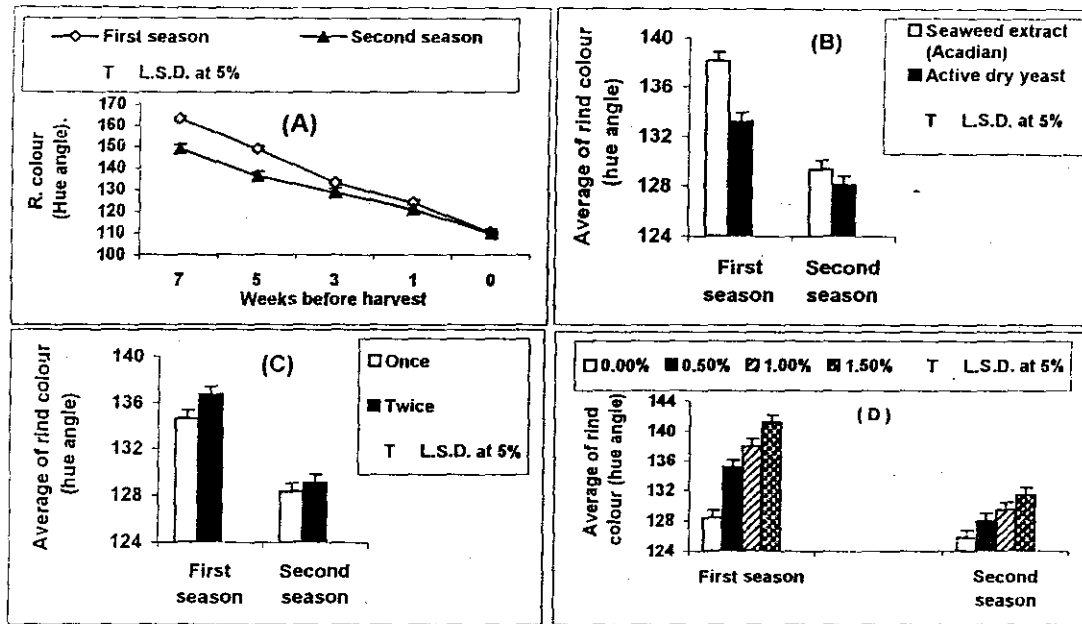 First season Second season
T L.S.D. at 5%
(A)
R. colour
(Hue angle).
170
160
150
140
130
120
110
100
7 5 3 1 0
Weeks before harvest
(B)
Seaweed extract
(Acadian)
Active dry yeast
T L.S.D. at 5%
Average of rind colour
(hue angle)
140
136
132
128
124
First Second
season season
(C)
Once
Twice
T L.S.D. at 5%
Average of rind colour
(hue angle)
140
136
132
128
124
First Second
season season
0.00% 0.50% 1.00% 1.50% T L.S.D. at 5%
(D)
Average of rind
colour (hue angle)
144
140
136
132
128
124
First season Second
season